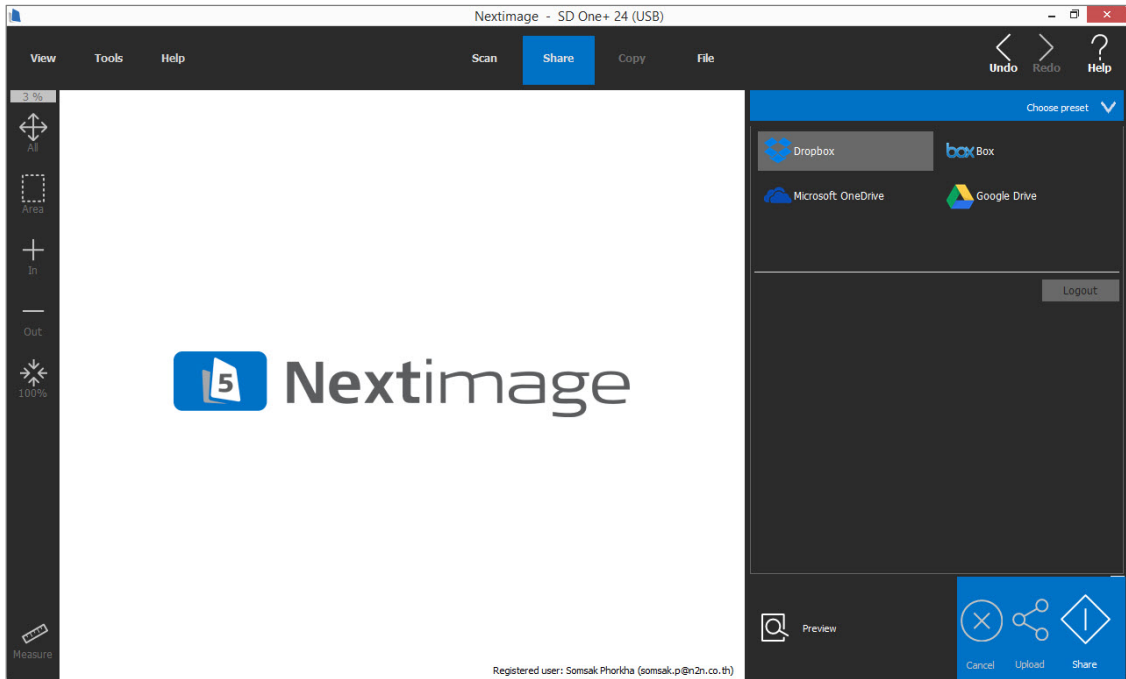 Nextimage - SD One+ 24 (USB)
View Tools Help Scan Share Copy File Undo Redo Help
3 %
All
Area
In
Out
100%
Measure
5 Nextimage
Registered user: Somsak Phorkha (somsak.p@n2n.co.th)
Choose preset
Dropbox box Box
Microsoft OneDrive Google Drive
Logout
Preview
Cancel Upload Share